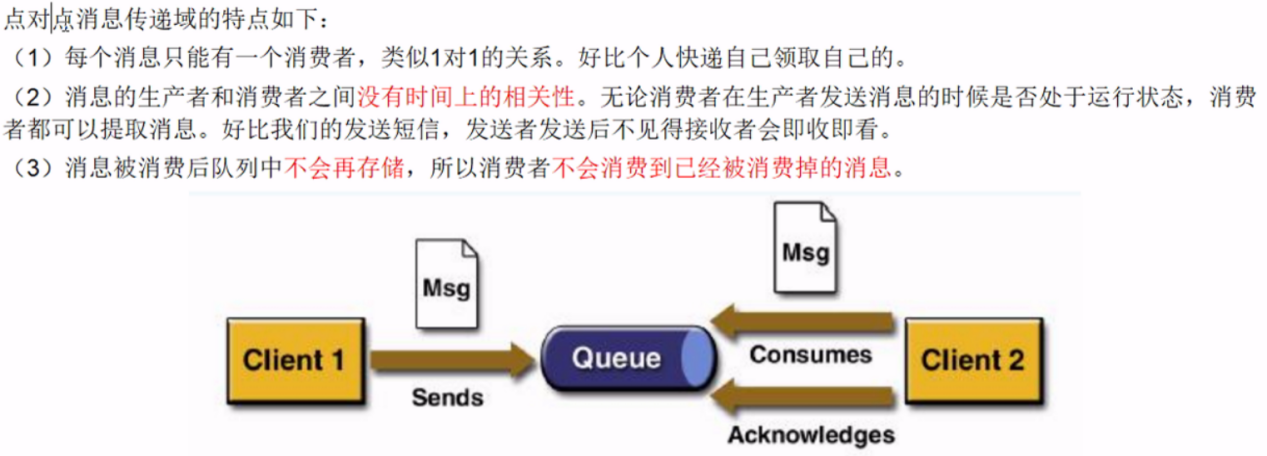 点对点消息传递域的特点如下：
（1）每个消息只能有一个消费者，类似1对1的关系。好比个人快递自己领取自己的。
（2）消息的生产者和消费者之间没有时间上的相关性。无论消费者在生产者发送消息的时候是否处于运行状态，消费
者都可以提取消息。好比我们的发送短信，发送者发送后不见得接收者会即收即看。
（3）消息被消费后队列中不会再存储，所以消费者不会消费到已经被消费掉的消息。
Msg
Msg
Client 1
Sends
Queue
Consumes
Client 2
Acknowledges